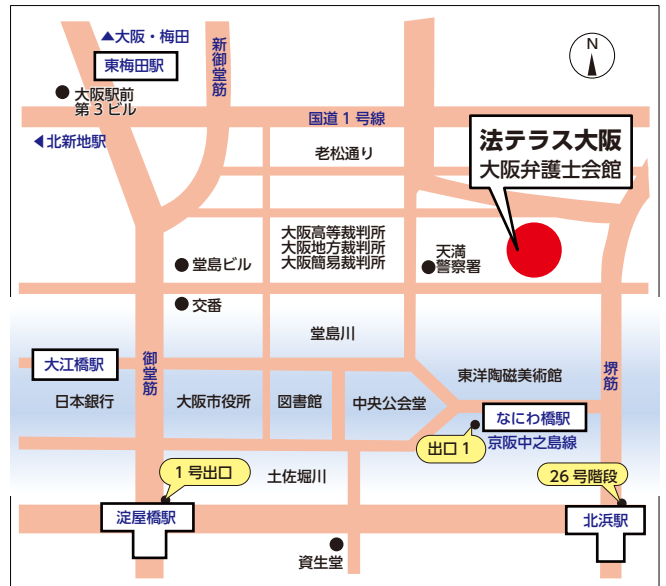 ▲大阪・梅田
東梅田駅
新御堂筋
N
大阪駅前
第3ビル
国道1号線
◀北新地駅
老松通り
法テラス大阪
大阪弁護士会館
大阪高等裁判所
大阪地方裁判所
大阪簡易裁判所
天満
警察署
堂島ビル
交番
堂島川
大江橋駅
御堂筋
東洋陶磁美術館
堺筋
日本銀行
大阪市役所
図書館
中央公会堂
なにわ橋駅
出口1
京阪中之島線
1号出口
土佐堀川
26号階段
淀屋橋駅
北浜駅
資生堂